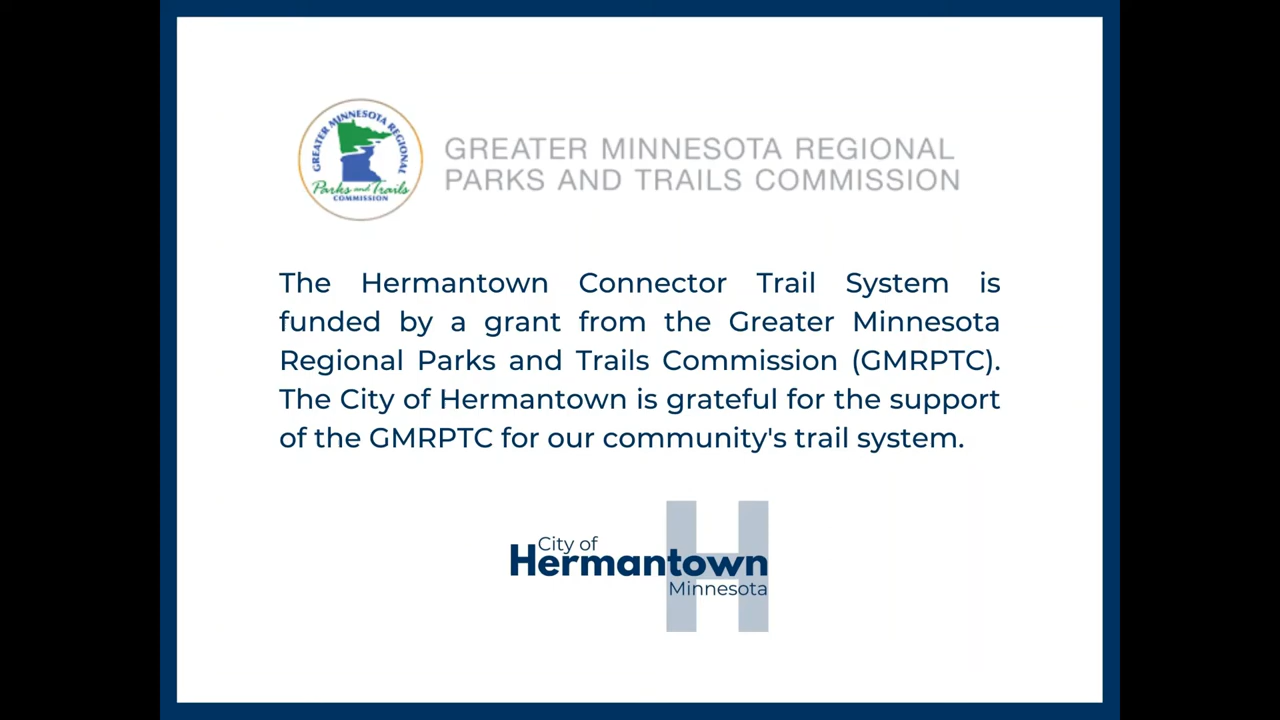 GREATER MINNESOTA REGIONAL
Parks and Trails
COMMISSION
GREATER MINNESOTA REGIONAL
PARKS AND TRAILS COMMISSION
The Hermantown Connector Trail System is
funded by a grant from the Greater Minnesota
Regional Parks and Trails Commission (GMRPTC).
The City of Hermantown is grateful for the support
of the GMRPTC for our community's trail system.
H
City of
Hermantown
Minnesota